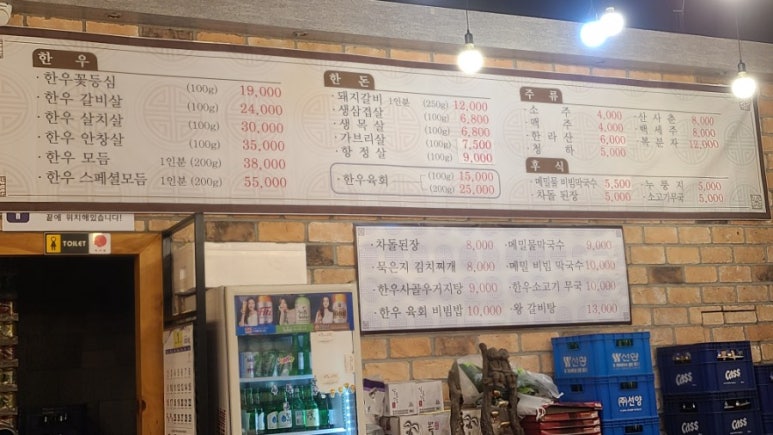 한 우
·한우꽃등심 (100g) 19,000
·한우 갈비살 (100g) 24,000
·한우 살치살 (100g) 30,000
·한우 안창살 (100g) 35,000
·한우 모듬 1인분 (200g) 38,000
·한우 스페셜모듬 1인분 (200g) 55,000
한 돈
·돼지갈비 1인분 (250g) 12,000
·생삼겹살 (100g) 6,800
·생 목 살 (100g) 6,800
·가브리살 (100g) 7,500
·항 정 살 (100g) 9,000
·한우육회 (100g) 15,000
(200g) 25,000
주 류
·소 주 4,000
·맥 주 4,000
·한 라 산 6,000
·청 하 5,000
·산 사 춘 8,000
·백 세 주 8,000
·복 분 자 12,000
후 식
·메밀물 비빔막국수 5,500
·차돌 된장 5,000
·누 룽 지 5,000
·소고기무국 5,000
끝에 위치해있습니다!
TOILET
·차돌된장 8,000
·묵은지 김치찌개 8,000
·한우사골우거지탕 9,000
·한우 육회 비빔밥 10,000
·메밀물막국수 9,000
·메밀 비빔 막국수 10,000
·한우소고기 무국 10,000
·왕 갈비탕 13,000
선양
㈜선양
Cass
Cass
Cass